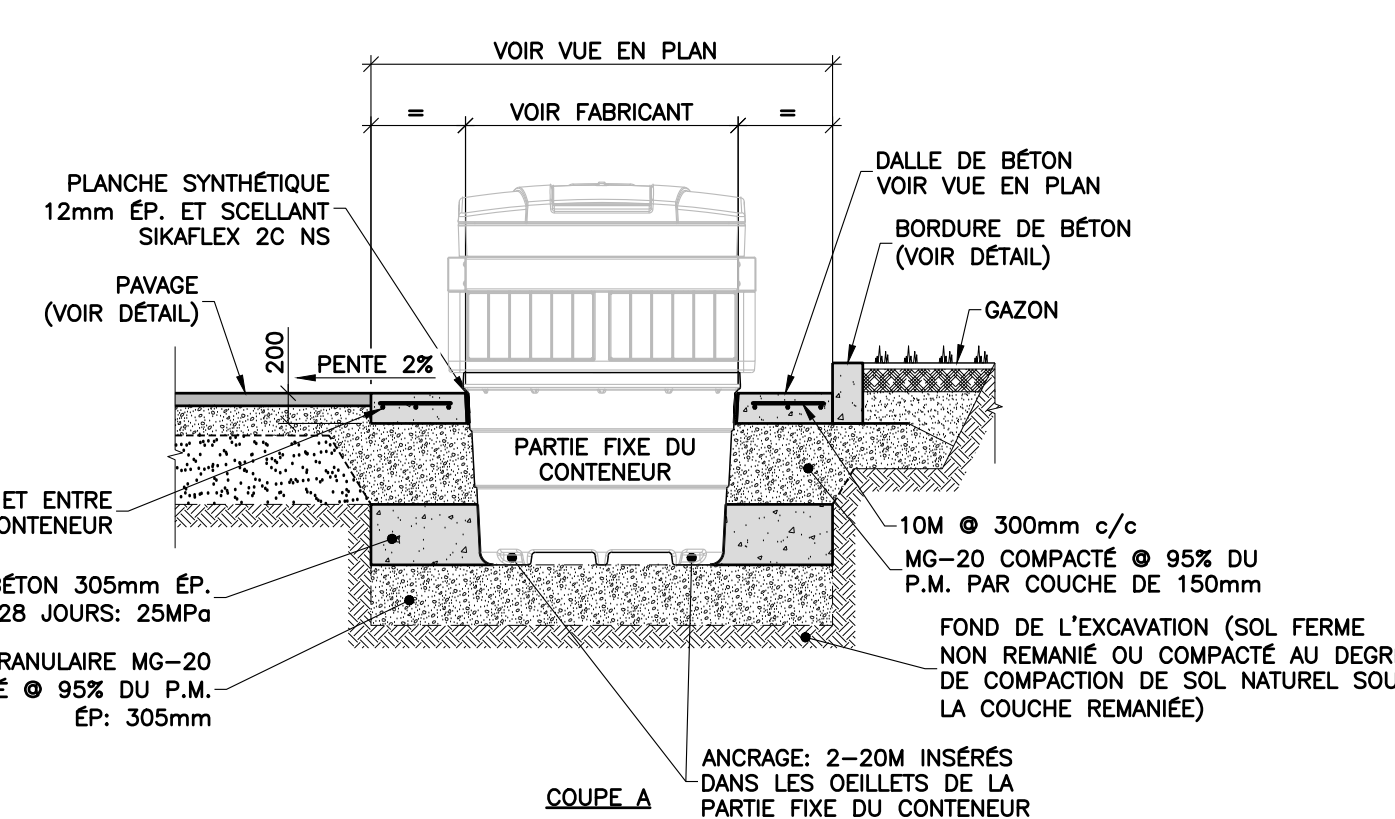 VOIR VUE EN PLAN
=
VOIR FABRICANT
=
PLANCHE SYNTHÉTIQUE
12mm ÉP. ET SCELLANT
SIKAFLEX 2C NS
DALLE DE BÉTON
VOIR VUE EN PLAN
BORDURE DE BÉTON
(VOIR DÉTAIL)
PAVAGE
(VOIR DÉTAIL)
GAZON
200
PENTE 2%
PARTIE FIXE DU
CONTENEUR
ET ENTRE
ONTENEUR
10M @ 300mm c/c
MG-20 COMPACTÉ @ 95% DU
P.M. PAR COUCHE DE 150mm
BÉTON 305mm ÉP.
28 JOURS: 25MPa
FOND DE L'EXCAVATION (SOL FERME
NON REMANIÉ OU COMPACTÉ AU DEGR
DE COMPACTION DE SOL NATUREL SOU
LA COUCHE REMANIÉE)
RANULAIRE MG-20
É @ 95% DU P.M.
ÉP: 305mm
ANCRAGE: 2-20M INSÉRÉS
DANS LES OEILLETS DE LA
PARTIE FIXE DU CONTENEUR
COUPE A